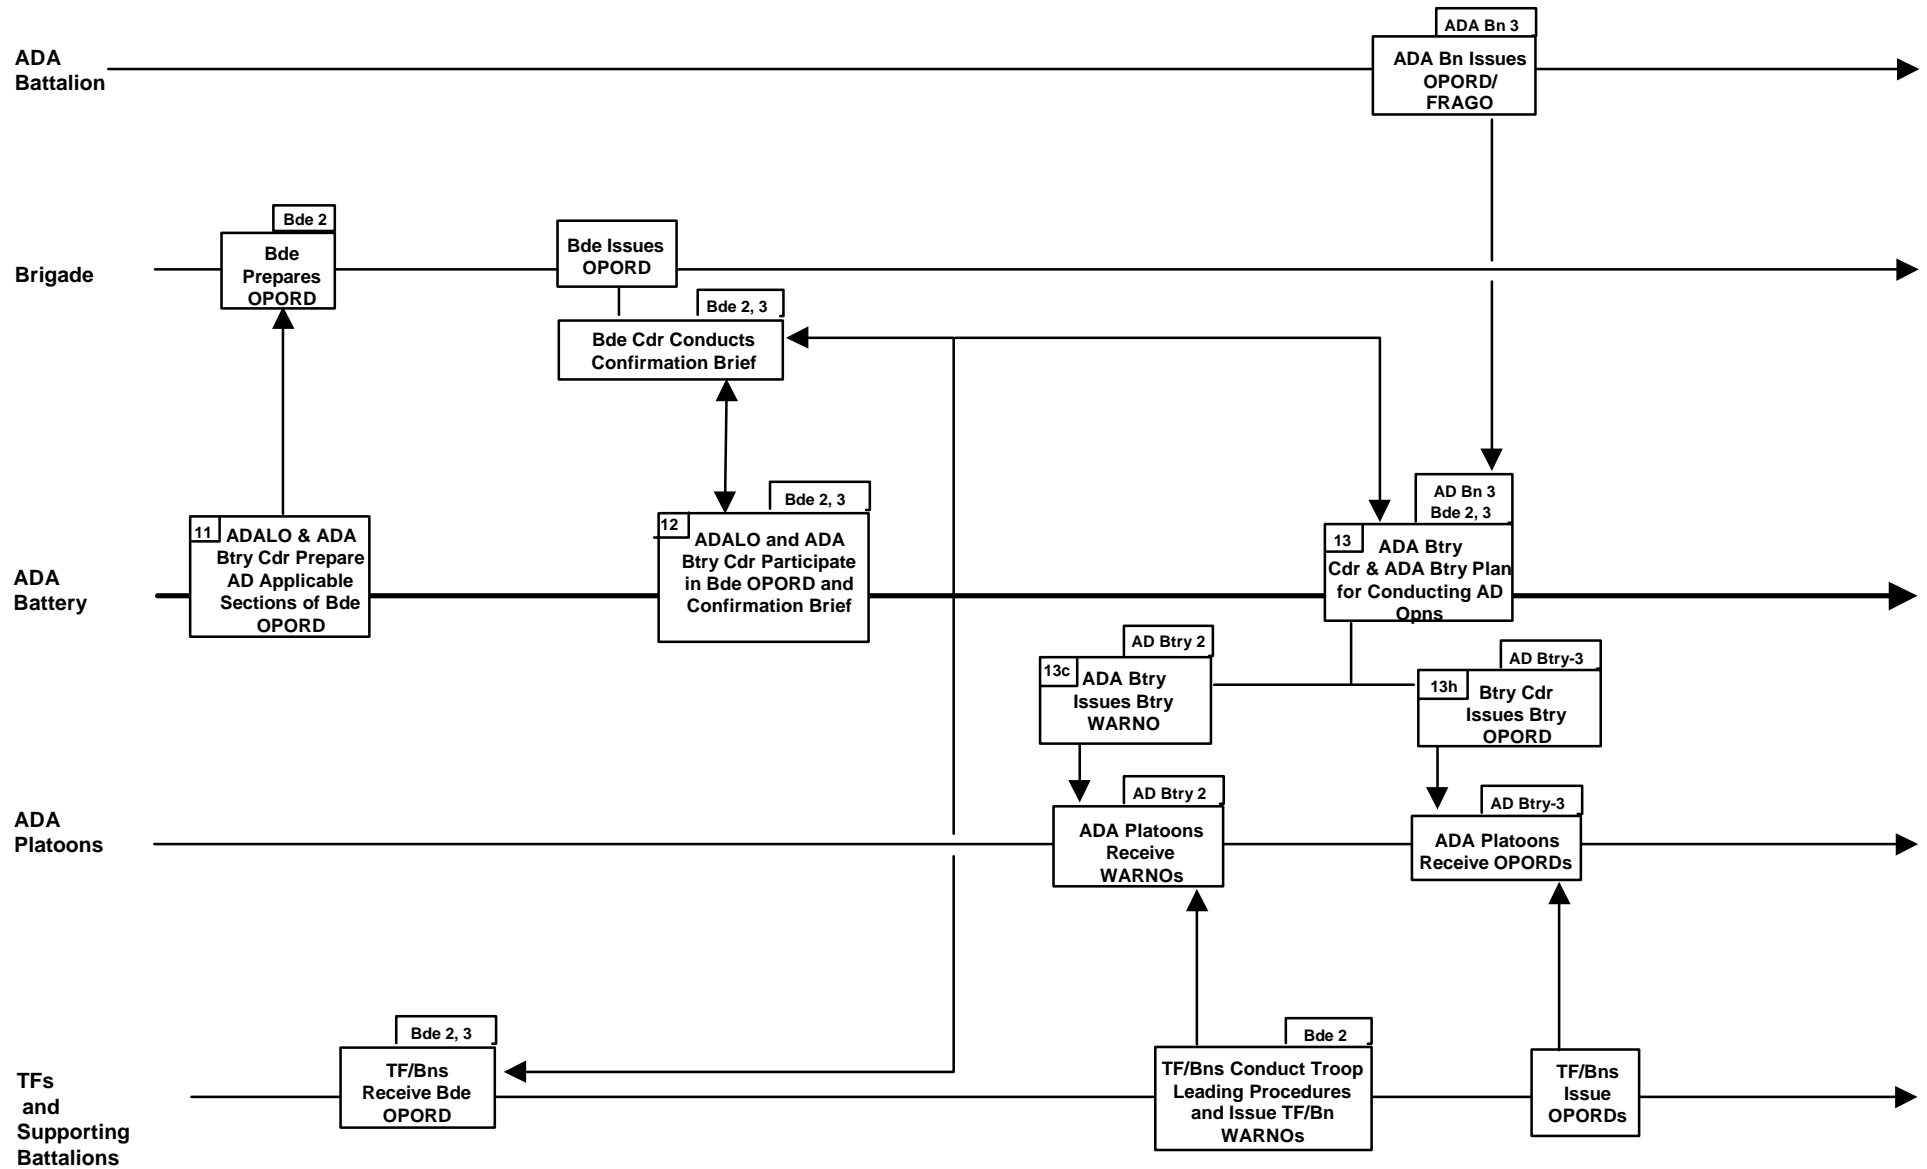 ADA Bn 3
ADA
Battalion
ADA Bn Issues
OPORD/
FRAGO
Bde 2
Brigade
Bde
Prepares
OPORD
Bde Issues
OPORD
Bde 2, 3
Bde Cdr Conducts
Confirmation Brief
ADA
Battery
11
ADALO & ADA
Btry Cdr Prepare
AD Applicable
Sections of Bde
OPORD
Bde 2, 3
12
ADALO and ADA
Btry Cdr Participate
in Bde OPORD and
Confirmation Brief
AD Bn 3
Bde 2, 3
13
ADA Btry
Cdr & ADA Btry Plan
for Conducting AD
Opns
AD Btry 2
13c
ADA Btry
Issues Btry
WARNO
AD Btry-3
13h
Btry Cdr
Issues Btry
OPORD
ADA
Platoons
AD Btry 2
ADA Platoons
Receive
WARNOs
AD Btry-3
ADA Platoons
Receive OPORDs
TFs
and
Supporting
Battalions
Bde 2, 3
TF/Bns
Receive Bde
OPORD
Bde 2
TF/Bns Conduct Troop
Leading Procedures
and Issue TF/Bn
WARNOs
TF/Bns
Issue
OPORDs